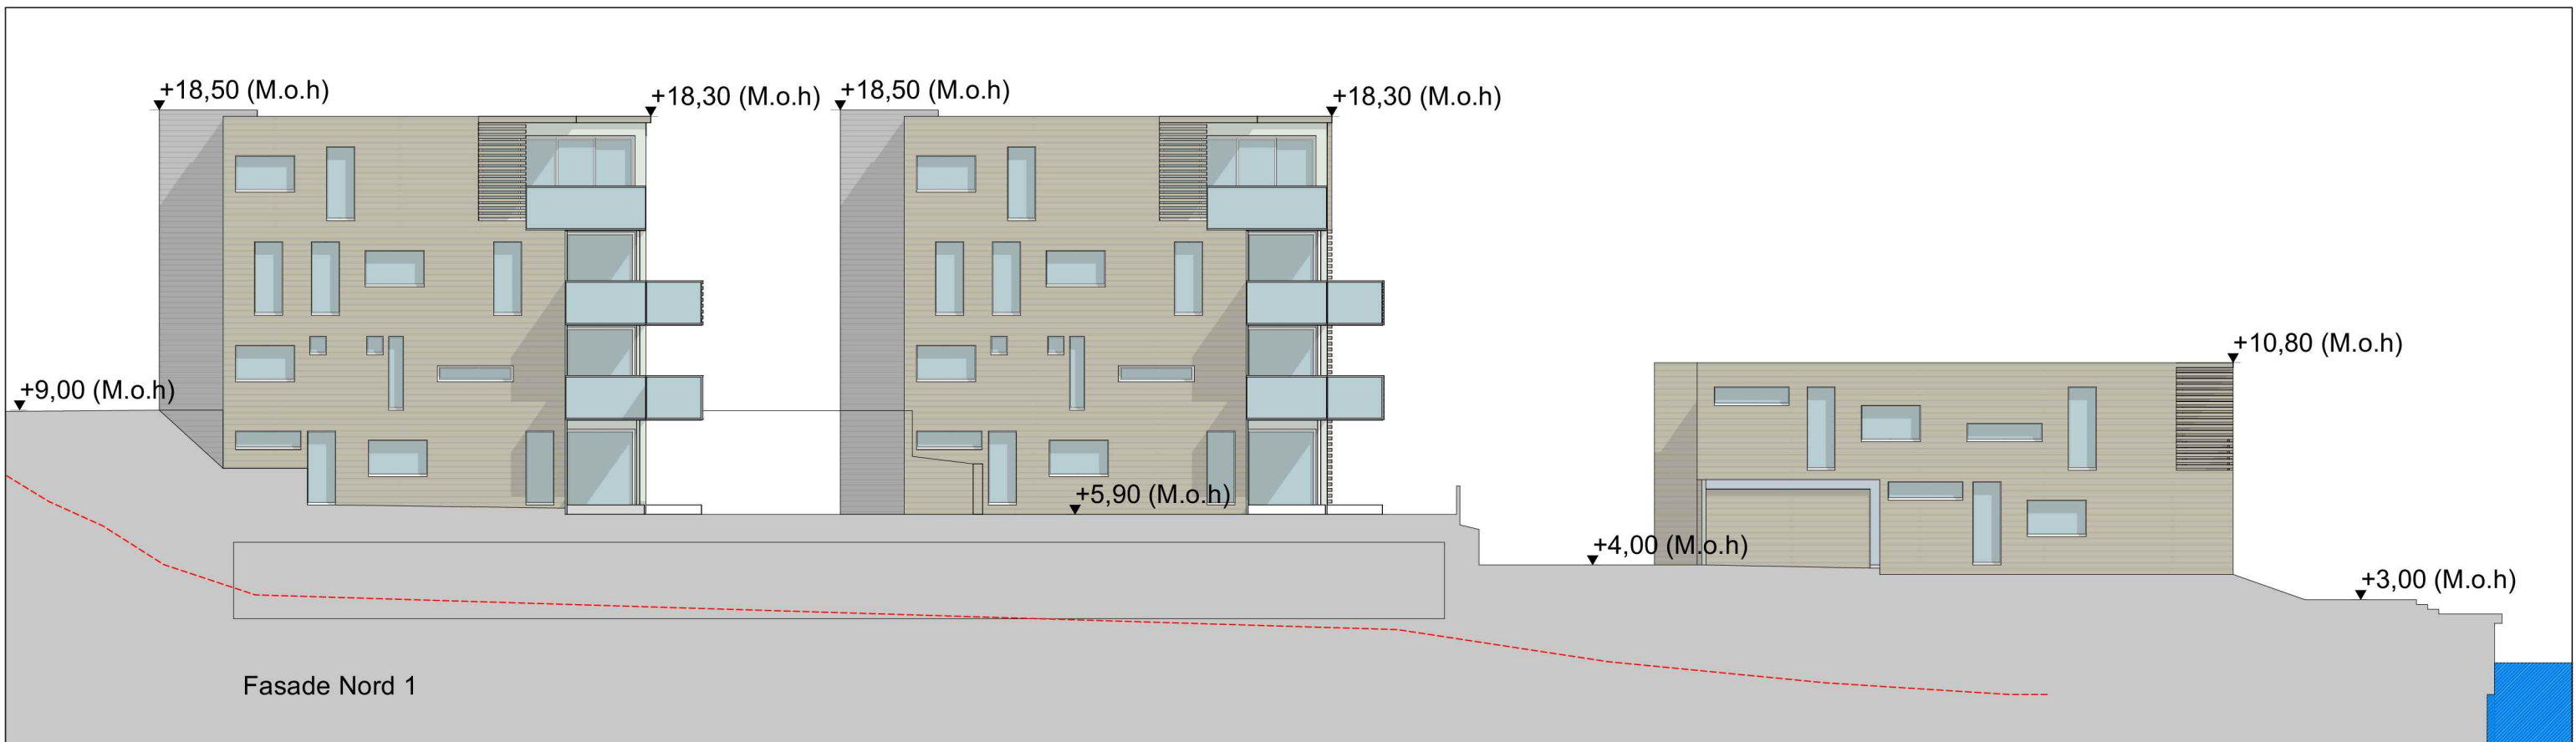 +18,50 (M.o.h)
+18,30 (M.o.h)
+18,50 (M.o.h)
+18,30 (M.o.h)
+10,80 (M.o.h)
+9,00 (M.o.h)
+5,90 (M.o.h)
+4,00 (M.o.h)
+3,00 (M.o.h)
Fasade Nord 1